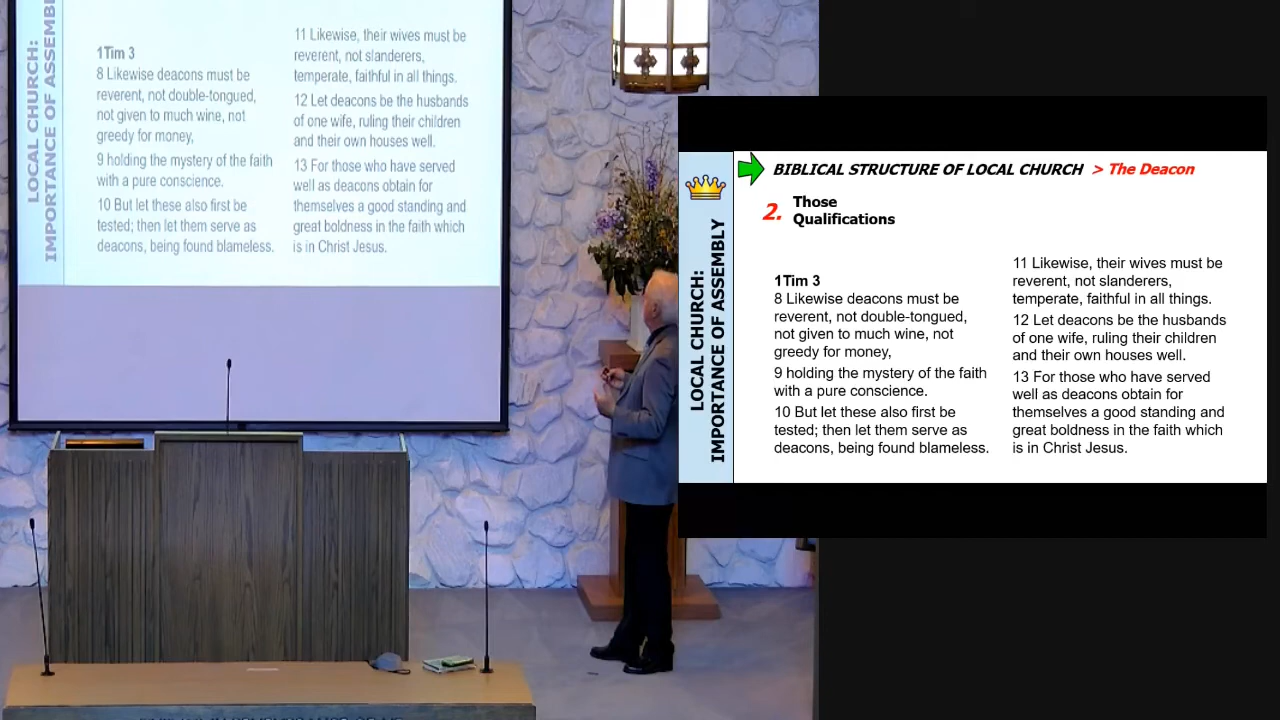 LOCAL CHURCH:
IMPORTANCE OF ASSEMBLY
1Tim 3
8 Likewise deacons must be
reverent, not double-tongued,
not given to much wine, not
greedy for money,
9 holding the mystery of the faith
with a pure conscience.
10 But let these also first be
tested; then let them serve as
deacons, being found blameless.
11 Likewise, their wives must be
reverent, not slanderers,
temperate, faithful in all things.
12 Let deacons be the husbands
of one wife, ruling their children
and their own houses well.
13 For those who have served
well as deacons obtain for
themselves a good standing and
great boldness in the faith which
is in Christ Jesus.
BIBLICAL STRUCTURE OF LOCAL CHURCH > The Deacon
2. Those
Qualifications
LOCAL CHURCH:
IMPORTANCE OF ASSEMBLY
1Tim 3
8 Likewise deacons must be
reverent, not double-tongued,
not given to much wine, not
greedy for money,
9 holding the mystery of the faith
with a pure conscience.
10 But let these also first be
tested; then let them serve as
deacons, being found blameless.
11 Likewise, their wives must be
reverent, not slanderers,
temperate, faithful in all things.
12 Let deacons be the husbands
of one wife, ruling their children
and their own houses well.
13 For those who have served
well as deacons obtain for
themselves a good standing and
great boldness in the faith which
is in Christ Jesus.